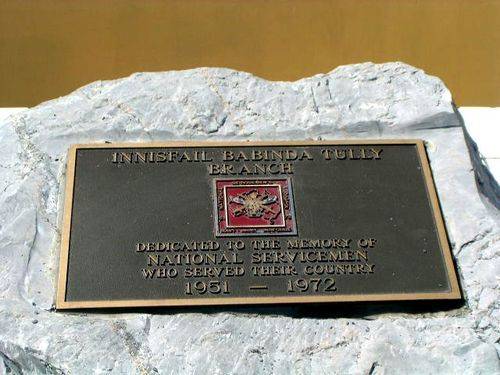 INNISFAIL BABINDA TULLY
BRANCH
DEDICATED TO THE MEMORY OF
NATIONAL SERVICEMEN
WHO SERVED THEIR COUNTRY
1951 — 1972